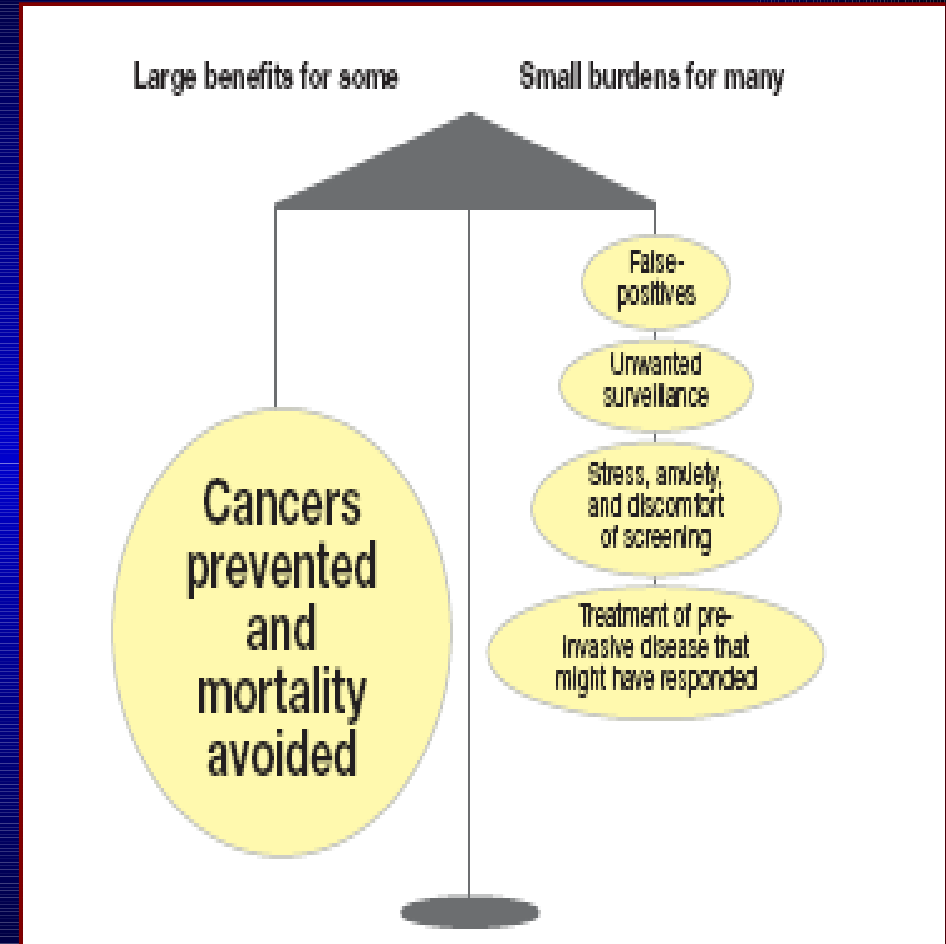 Large benefits for some
Small burdens for many
Cancers
prevented
and
mortality
avoided
False-
positives
Unwanted
surveillance
Stress, anxiety,
and discomfort
of screening
Treatment of pre-
invasive disease that
might have responded